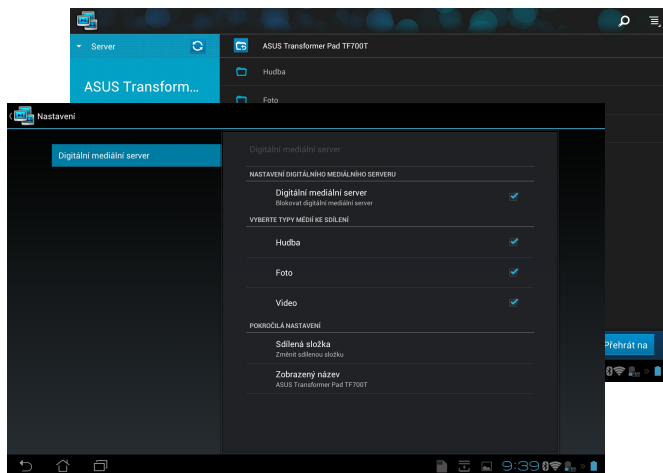 Server
ASUS Transformer Pad TF700T
Hudba
ASUS Transform...
Foto
Nastavení
Digitální mediální server
Digitální mediální server
NASTAVENÍ DIGITÁLNÍHO MEDIÁLNÍHO SERVERU
Digitální mediální server
Blokovat digitální mediální server
VYBERTE TYPY MÉDIÍ KE SDÍLENÍ
Hudba
Foto
Video
POKROČILÁ NASTAVENÍ
Sdílená složka
Změnit sdílenou složku
Přehrát na
Zobrazený název
ASUS Transformer Pad TF700T
9:39